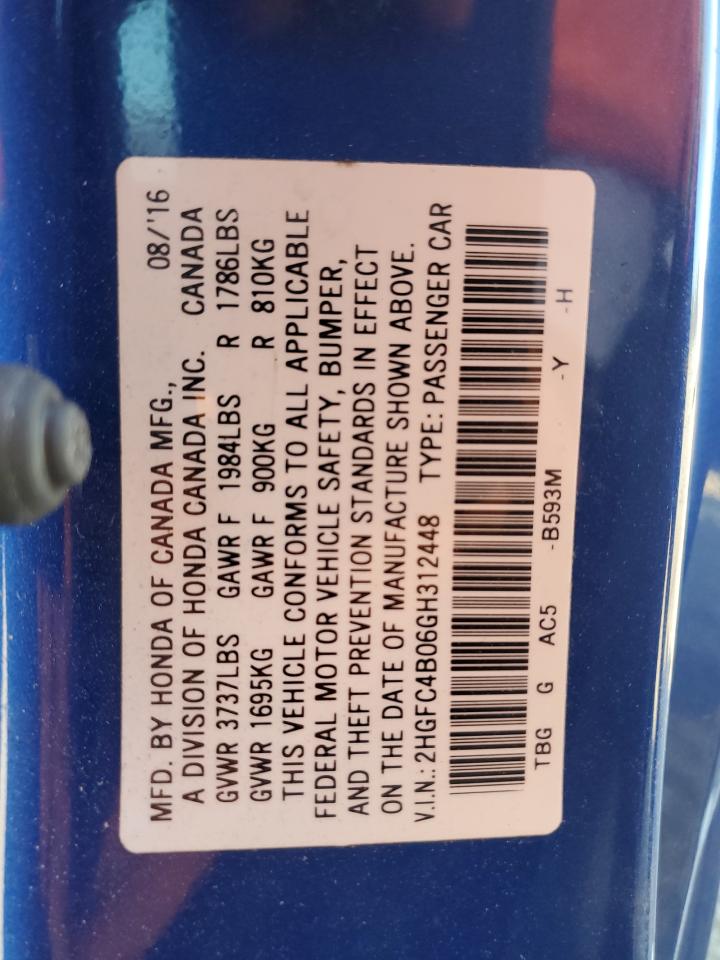 MFD. BY HONDA OF CANADA MFG., 08/'16
A DIVISION OF HONDA CANADA INC. CANADA
GVWR 3737LBS GAWR F 1984LBS R 1786LBS
GVWR 1695KG GAWR F 900KG R 810KG
THIS VEHICLE CONFORMS TO ALL APPLICABLE
FEDERAL MOTOR VEHICLE SAFETY, BUMPER,
AND THEFT PREVENTION STANDARDS IN EFFECT
ON THE DATE OF MANUFACTURE SHOWN ABOVE.
V.I.N.: 2HGFC4B06GH312448 TYPE: PASSENGER CAR
TBG G AC5 -B593M -Y -H